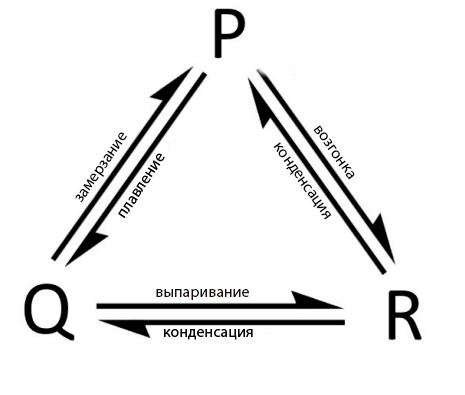 P
замерзание
плавление
возгонка
конденсация
Q
выпаривание
конденсация
R